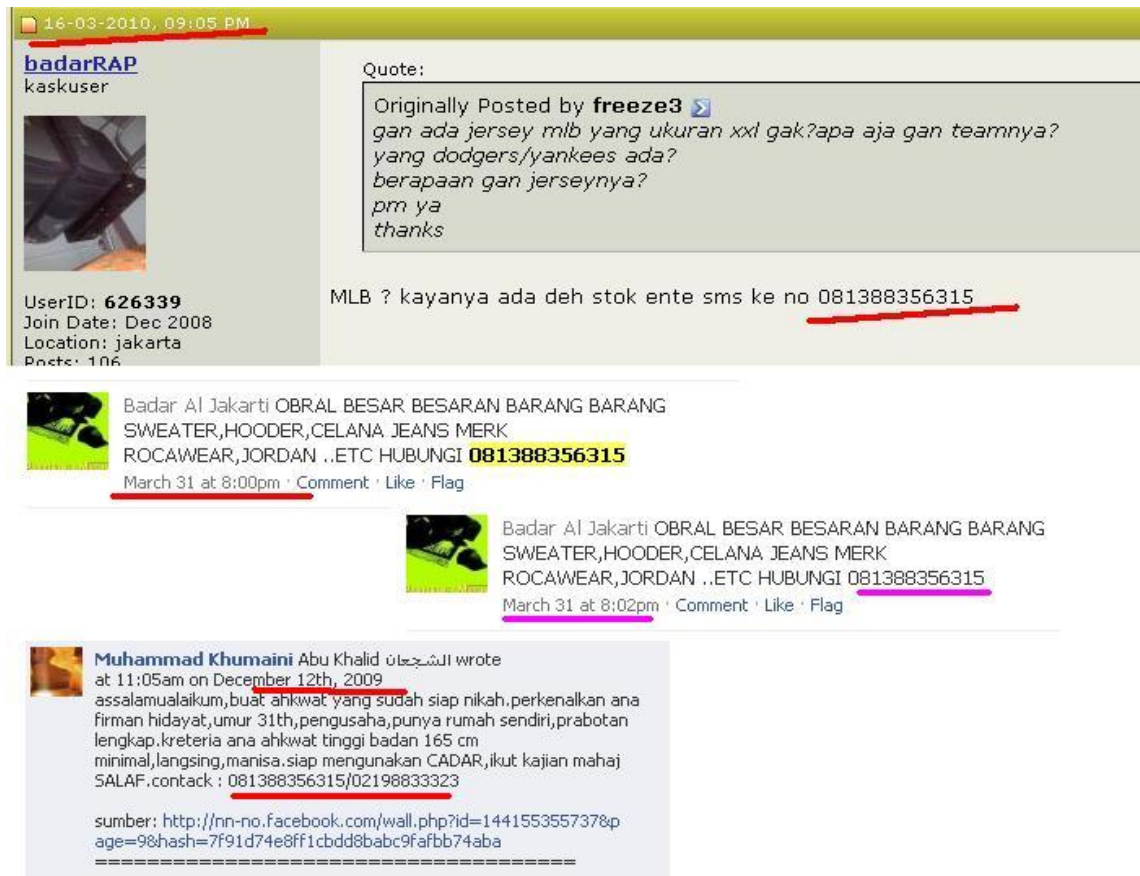 16-03-2010, 09:05 PM
badarRAP
kaskuser
UserID: 626339
Join Date: Dec 2008
Location: jakarta
Posts: 106
Quote:
Originally Posted by freeze3
gan ada jersey mlb yang ukuran xxl gak?apa aja gan teamnya?
yang dodgers/yankees ada?
berapaan gan jerseynya?
pm ya
thanks
MLB ? kayanya ada deh stok ente sms ke no 081388356315
Badar Al Jakarti OBRAL BESAR BESARAN BARANG BARANG
SWEATER,HOODER,CELANA JEANS MERK
ROCAWEAR,JORDAN ..ETC HUBUNGI 081388356315
March 31 at 8:00pm · Comment · Like · Flag
Badar Al Jakarti OBRAL BESAR BESARAN BARANG BARANG
SWEATER,HOODER,CELANA JEANS MERK
ROCAWEAR,JORDAN ..ETC HUBUNGI 081388356315
March 31 at 8:02pm · Comment · Like · Flag
Muhammad Khumaini Abu Khalid الشجعان wrote
at 11:05am on December 12th, 2009
assalamualaikum,buat ahkwat yang sudah siap nikah.perkenalkan ana
firman hidayat,umur 31th,pengusaha,punya rumah sendiri,prabotan
lengkap.kreteria ana ahkwat tinggi badan 165 cm
minimal,langsing,manisa.siap mengunakan CADAR,ikut kajian mahaj
SALAF.contack : 081388356315/02198833323
sumber: http://nn-no.facebook.com/wall.php?id=144155355737&p
age=9&hash=7f91d74e8ff1cbdd8babc9fafbb74aba
=====================================